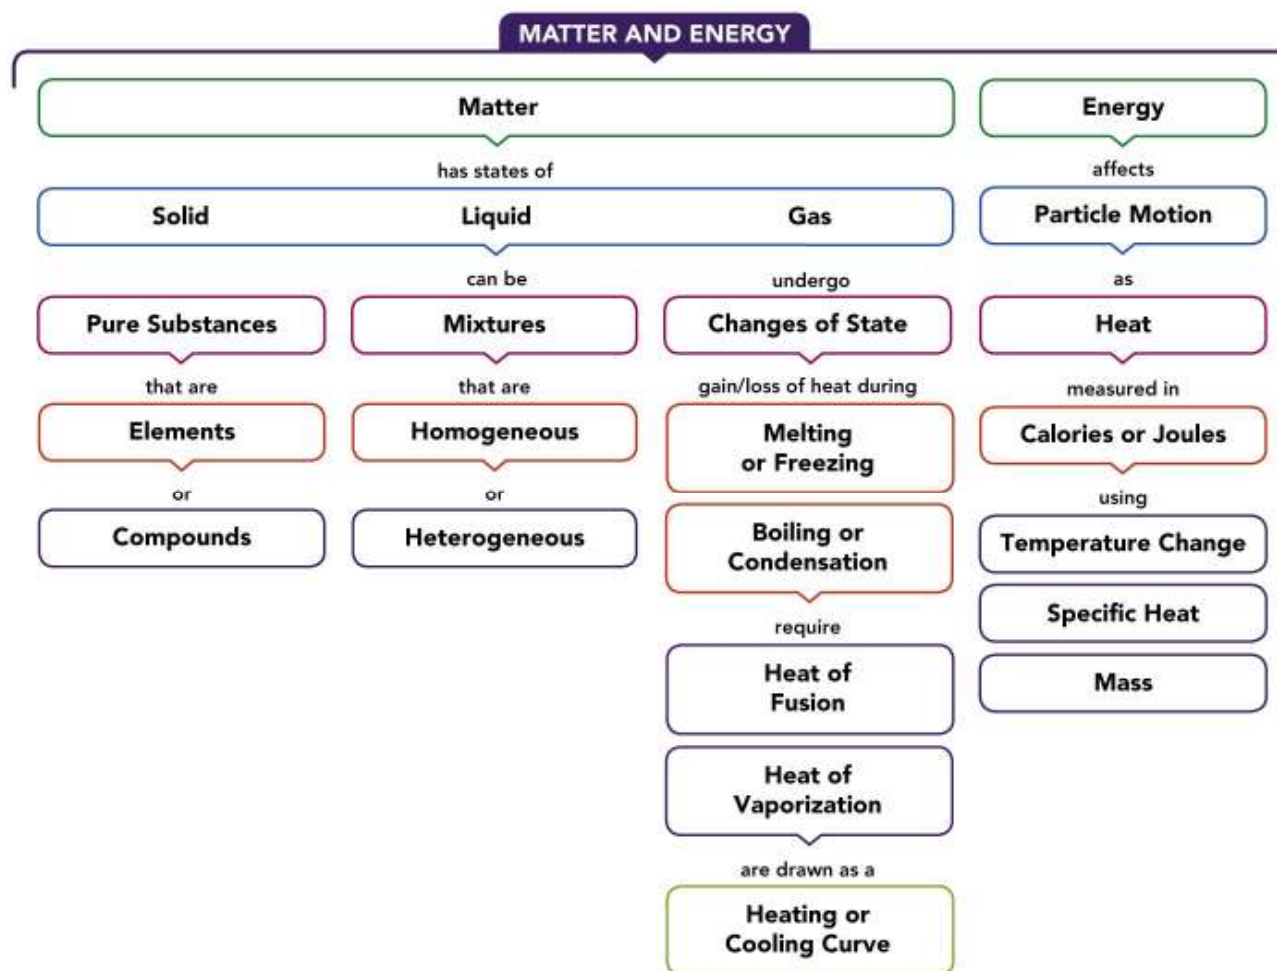 MATTER AND ENERGY
Matter
has states of
Solid
Liquid
Gas
can be
undergo
Pure Substances
that are
Elements
or
Compounds
Mixtures
that are
Homogeneous
or
Heterogeneous
Changes of State
gain/loss of heat during
Melting
or Freezing
Boiling or
Condensation
require
Heat of
Fusion
Heat of
Vaporization
are drawn as a
Heating or
Cooling Curve
Energy
affects
Particle Motion
as
Heat
measured in
Calories or Joules
using
Temperature Change
Specific Heat
Mass